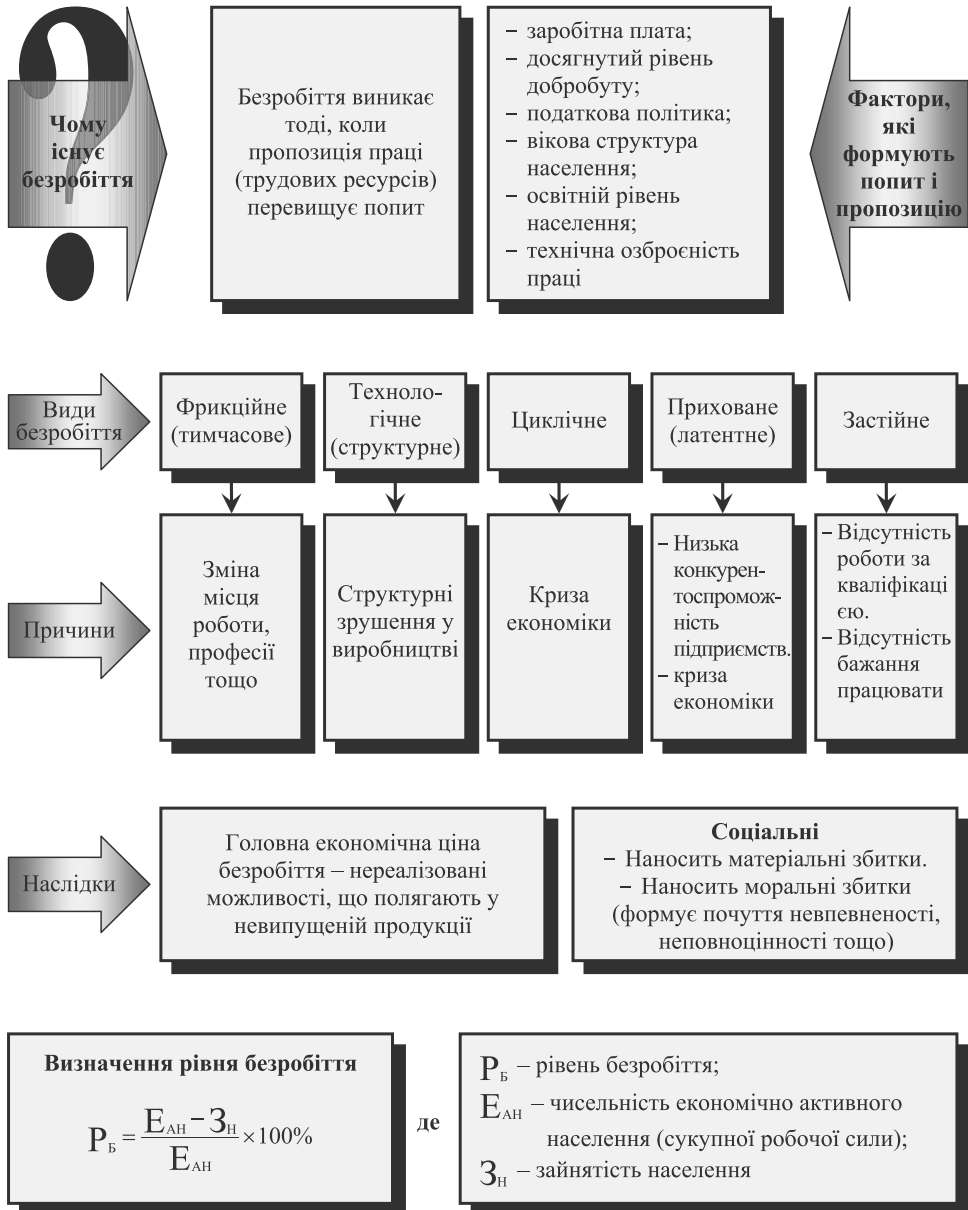 Чому
існує
безробіття
Безробіття виникає
тоді, коли
пропозиція праці
(трудових ресурсів)
перевищує попит
– заробітна плата;
– досягнутий рівень
добробуту;
– податкова політика;
– вікова структура
населення;
– освітній рівень
населення;
– технічна озброєність
праці
Фактори,
які
формують
попит і
пропозицію
Види
безробіття
Фрикційне
(тимчасове)
Техноло-
гічне
(структурне)
Циклічне
Приховане
(латентне)
Застійне
Причини
Зміна
місця
роботи,
професії
тощо
Структурні
зрушення у
виробництві
Криза
економіки
– Низька
конкурен-
тоспромож-
ність
підприємств.
– криза
економіки
– Відсутність
роботи за
кваліфікаці
єю.
– Відсутність
бажання
працювати
Наслідки
Головна економічна ціна
безробіття – нереалізовані
можливості, що полягають у
невипущеній продукції
Соціальні
– Наносить матеріальні збитки.
– Наносить моральні збитки
(формує почуття невпевненості,
неповноцінності тощо)
Визначення рівня безробіття
Р_Б = (Е_АН – З_Н) / Е_АН × 100%
де
Р_Б – рівень безробіття;
Е_АН – чисельність економічно активного
населення (сукупної робочої сили);
З_Н – зайнятість населення